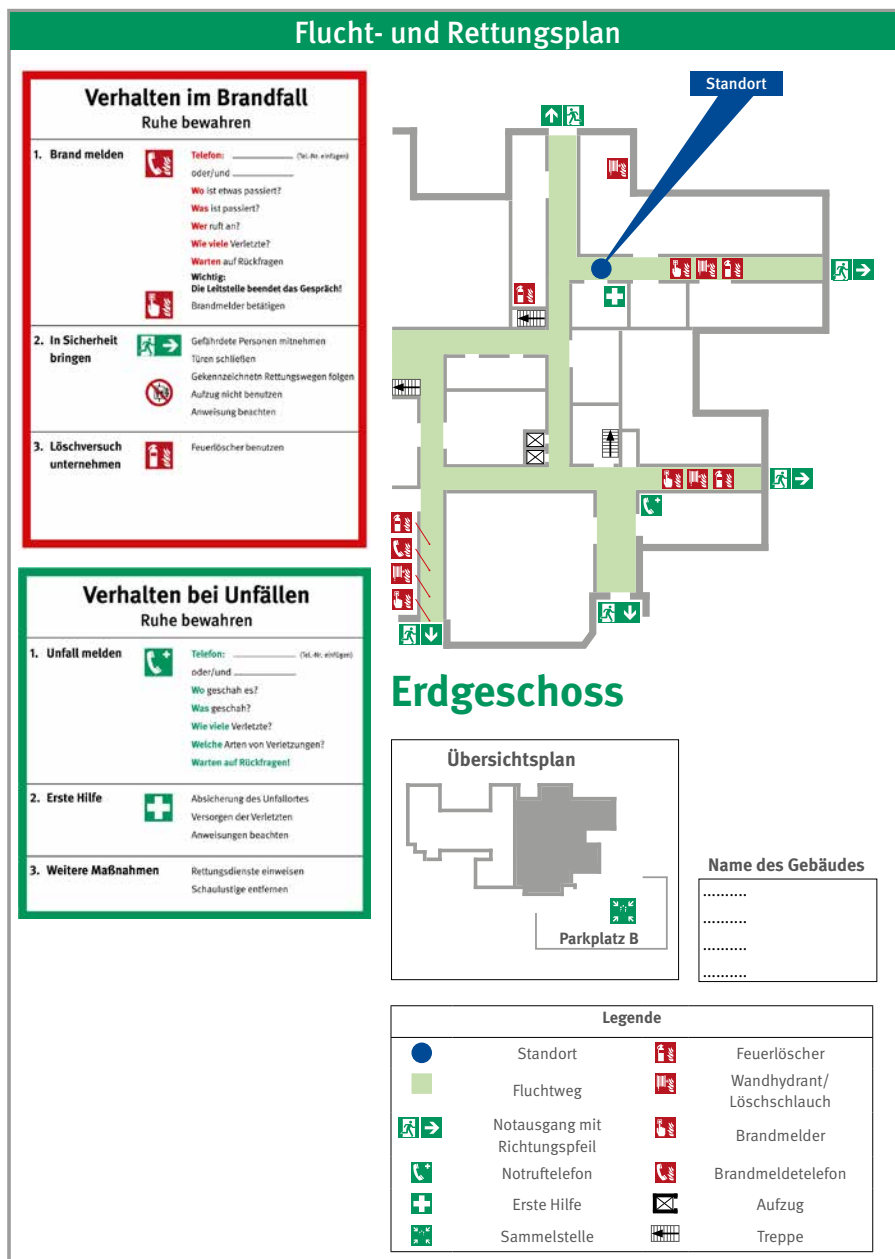 Flucht- und Rettungsplan
Verhalten im Brandfall
Ruhe bewahren
1. Brand melden
Telefon: __________ (Tel.-Nr. einfügen)
oder/und __________
Wo ist etwas passiert?
Was ist passiert?
Wer ruft an?
Wie viele Verletzte?
Warten auf Rückfragen
Wichtig:
Die Leitstelle beendet das Gespräch!
Brandmelder betätigen
2. In Sicherheit
bringen
Gefährdete Personen mitnehmen
Türen schließen
Gekennzeichnetn Rettungswegen folgen
Aufzug nicht benutzen
Anweisung beachten
3. Löschversuch
unternehmen
Feuerlöscher benutzen
Verhalten bei Unfällen
Ruhe bewahren
1. Unfall melden
Telefon: __________ (Tel.-Nr. einfügen)
oder/und __________
Wo geschah es?
Was geschah?
Wie viele Verletzte?
Welche Arten von Verletzungen?
Warten auf Rückfragen!
2. Erste Hilfe
Absicherung des Unfallortes
Versorgen der Verletzten
Anweisungen beachten
3. Weitere Maßnahmen
Rettungsdienste einweisen
Schaulustige entfernen
Standort
Erdgeschoss
Übersichtsplan
Parkplatz B
Name des Gebäudes
..........
..........
..........
..........
Legende
Standort
Feuerlöscher
Fluchtweg
Wandhydrant/
Löschschlauch
Notausgang mit
Richtungspfeil
Brandmelder
Notruftelefon
Brandmeldetelefon
Erste Hilfe
Aufzug
Sammelstelle
Treppe